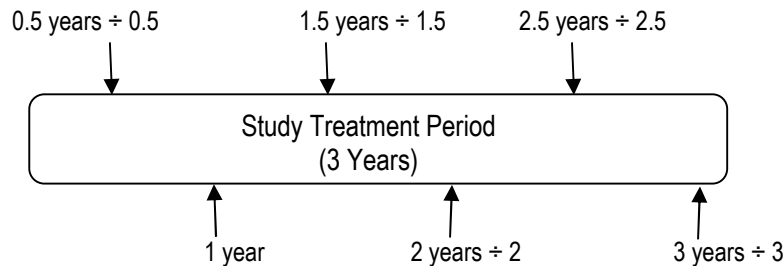 0.5 years ÷ 0.5
1.5 years ÷ 1.5
2.5 years ÷ 2.5
Study Treatment Period
(3 Years)
1 year
2 years ÷ 2
3 years ÷ 3